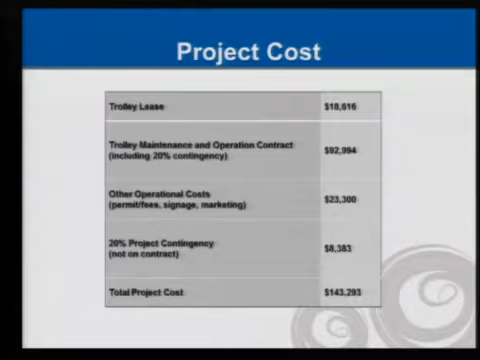 Project Cost
Trolley Lease $18,616
Trolley Maintenance and Operation Contract
(including 20% contingency) $92,994
Other Operational Costs
(permit/fees, signage, marketing) $23,300
20% Project Contingency
(not on contract) $8,383
Total Project Cost $143,293